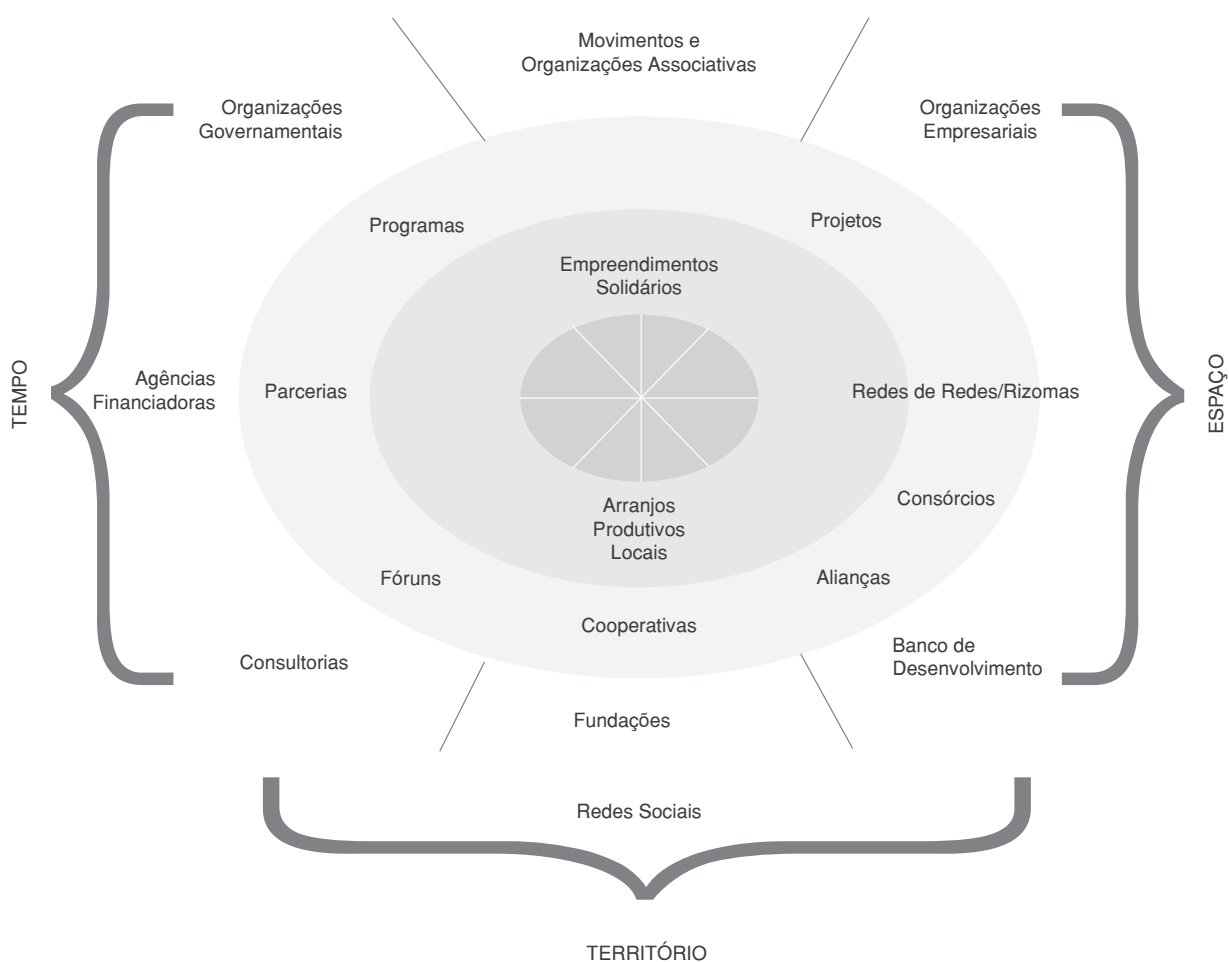 Movimentos e
Organizações Associativas
Organizações
Governamentais
Organizações
Empresariais
Programas
Projetos
Empreendimentos
Solidários
TEMPO
Agências
Financiadoras
Parcerias
Redes de Redes/Rizomas
ESPAÇO
Consórcios
Arranjos
Produtivos
Locais
Fóruns
Alianças
Cooperativas
Consultorias
Banco de
Desenvolvimento
Fundações
Redes Sociais
TERRITÓRIO